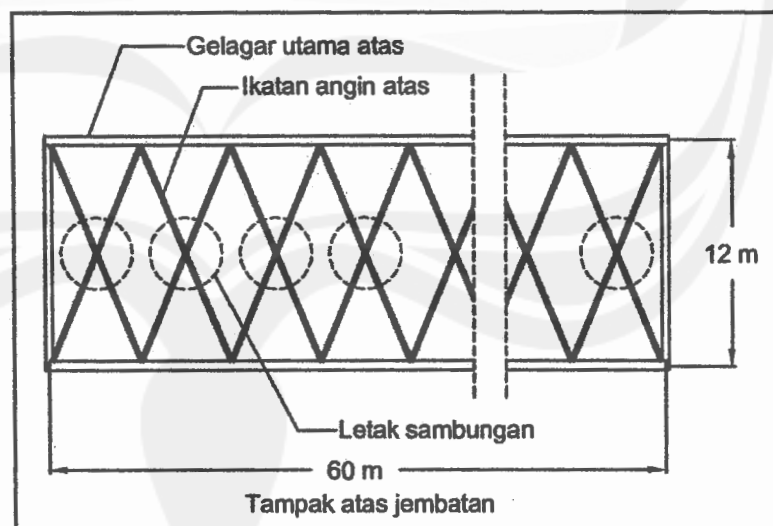 Gelagar utama atas
Ikatan angin atas
12 m
Letak sambungan
60 m
Tampak atas jembatan